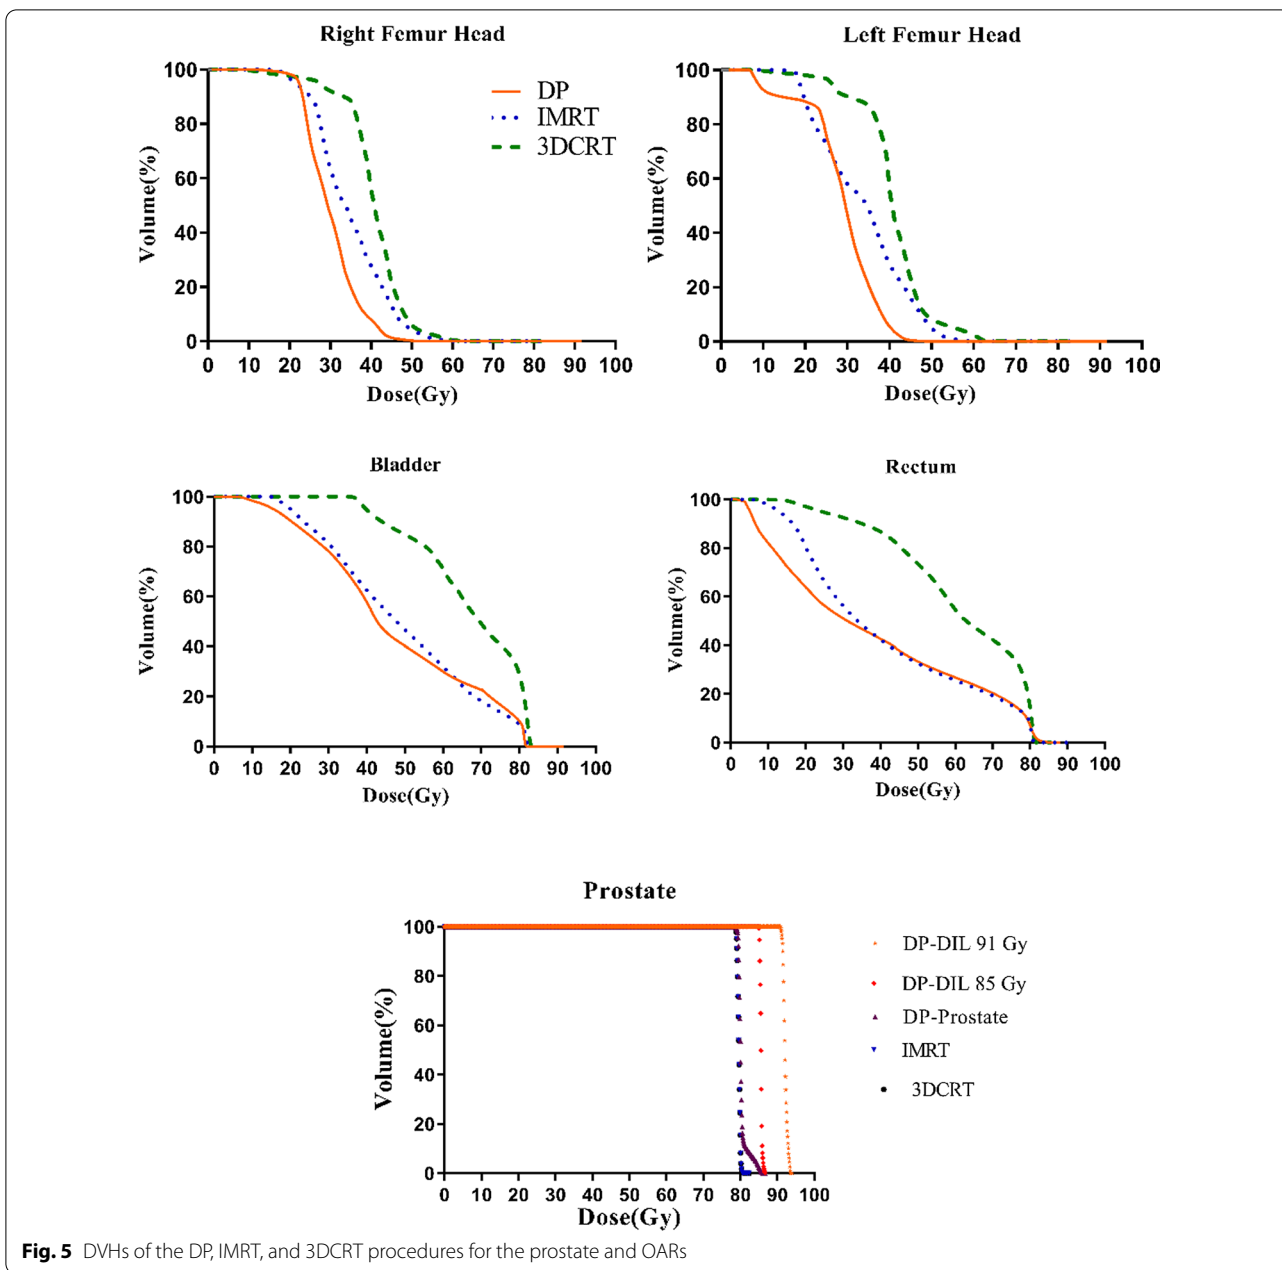 Right Femur Head
Volume(%)
100
80
60
40
20
0
0 10 20 30 40 50 60 70 80 90 100
Dose(Gy)
DP
IMRT
3DCRT
Left Femur Head
Volume(%)
100
80
60
40
20
0
0 10 20 30 40 50 60 70 80 90 100
Dose(Gy)
Bladder
Volume(%)
100
80
60
40
20
0
0 10 20 30 40 50 60 70 80 90 100
Dose(Gy)
Rectum
Volume(%)
100
80
60
40
20
0
0 10 20 30 40 50 60 70 80 90 100
Dose(Gy)
Prostate
Volume(%)
100
80
60
40
20
0
0 10 20 30 40 50 60 70 80 90 100
Dose(Gy)
DP-DIL 91 Gy
DP-DIL 85 Gy
DP-Prostate
IMRT
3DCRT
Fig. 5 DVHs of the DP, IMRT, and 3DCRT procedures for the prostate and OARs